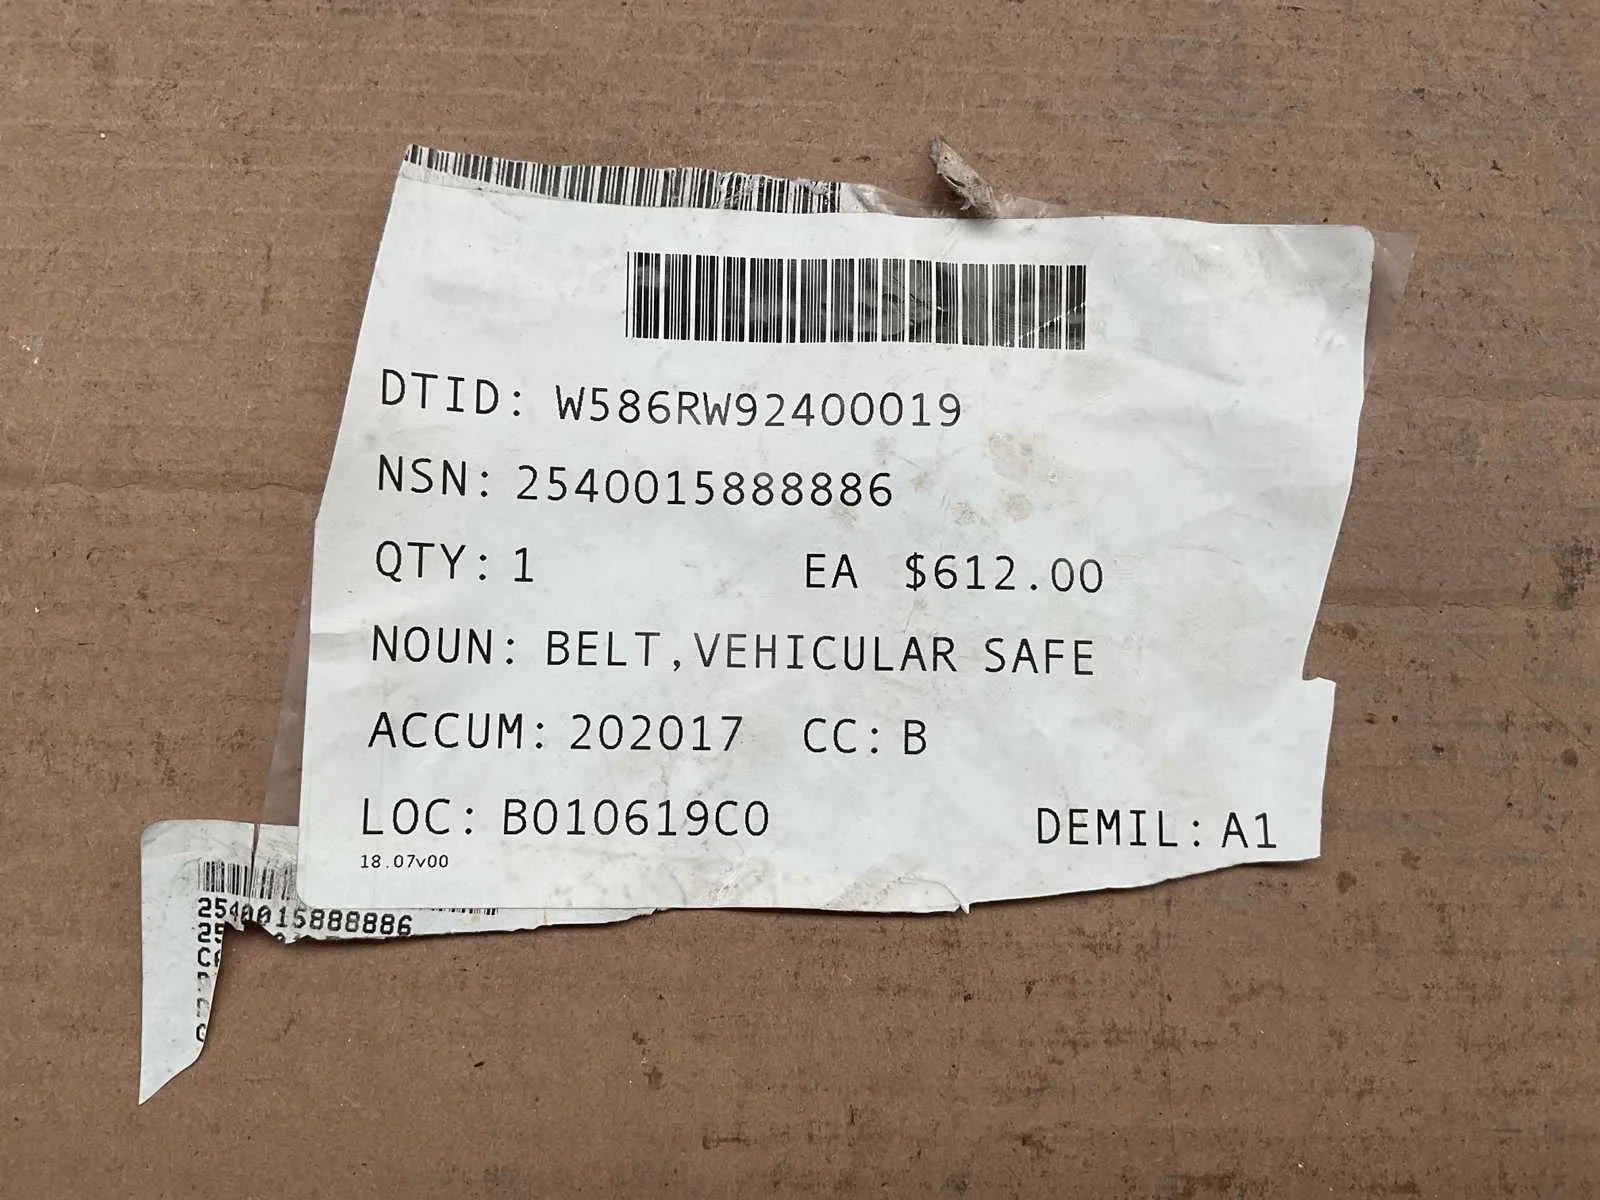 DTID: W586RW92400019
NSN: 2540015888886
QTY: 1 EA $612.00
NOUN: BELT,VEHICULAR SAFE
ACCUM: 202017 CC: B
LOC: B010619C0 DEMIL: A1
18.07v00
2540015888886